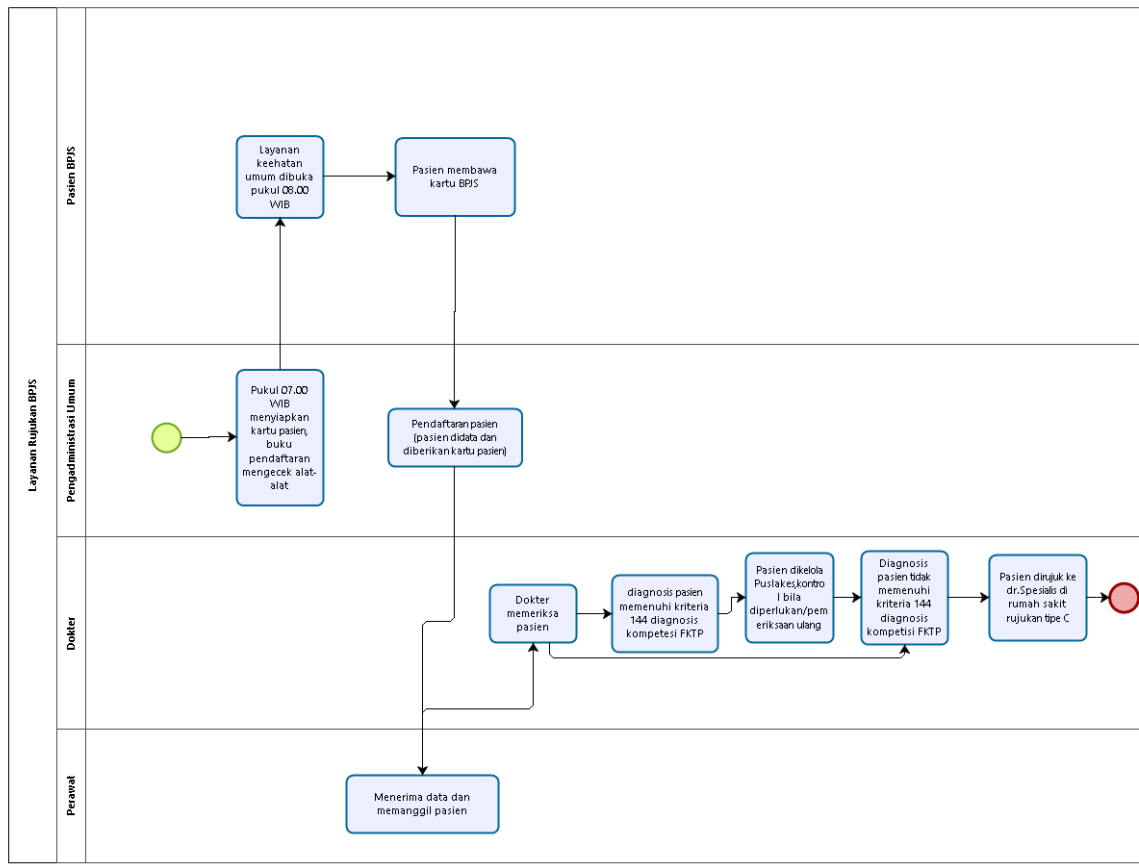 Layanan Rujukan BPJS
Pasien BPJS
Layanan
keehatan
umum dibuka
pukul 08.00
WIB
Pasien membawa
kartu BPJS
Pengadministrasi Umum
Pukul 07.00
WIB
menyiapkan
kartu pasien,
buku
pendaftaran
mengecek alat-
alat
Pendaftaran pasien
(pasien didata dan
diberikan kartu pasien)
Dokter
Dokter
memeriksa
pasien
diagnosis pasien
memenuhi kriteria
144 diagnosis
kompetesi FKTP
Pasien dikelola
Puslakes,kontro
l bila
diperlukan/pem
eriksaan ulang
Diagnosis
pasien tidak
memenuhi
kriteria 144
diagnosis
kompetisi FKTP
Pasien dirujuk ke
dr.Spesialis di
rumah sakit
rujukan tipe C
Perawat
Menerima data dan
memanggil pasien